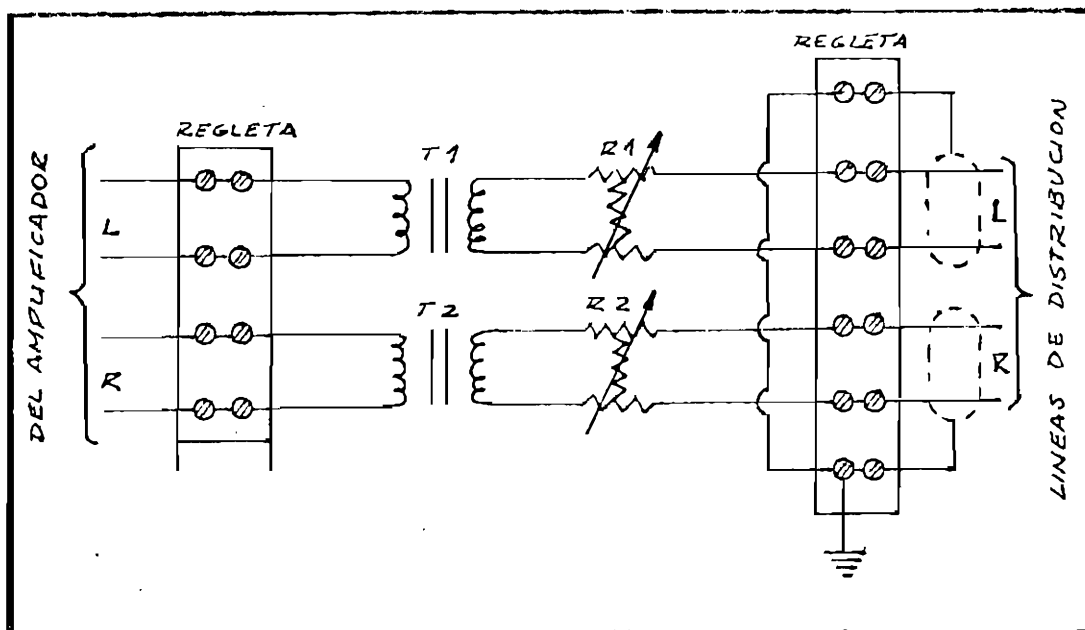 REGLETA
REGLETA
T1
R1
L
L
T2
R2
R
R
DEL AMPLIFICADOR
LINEAS DE DISTRIBUCION